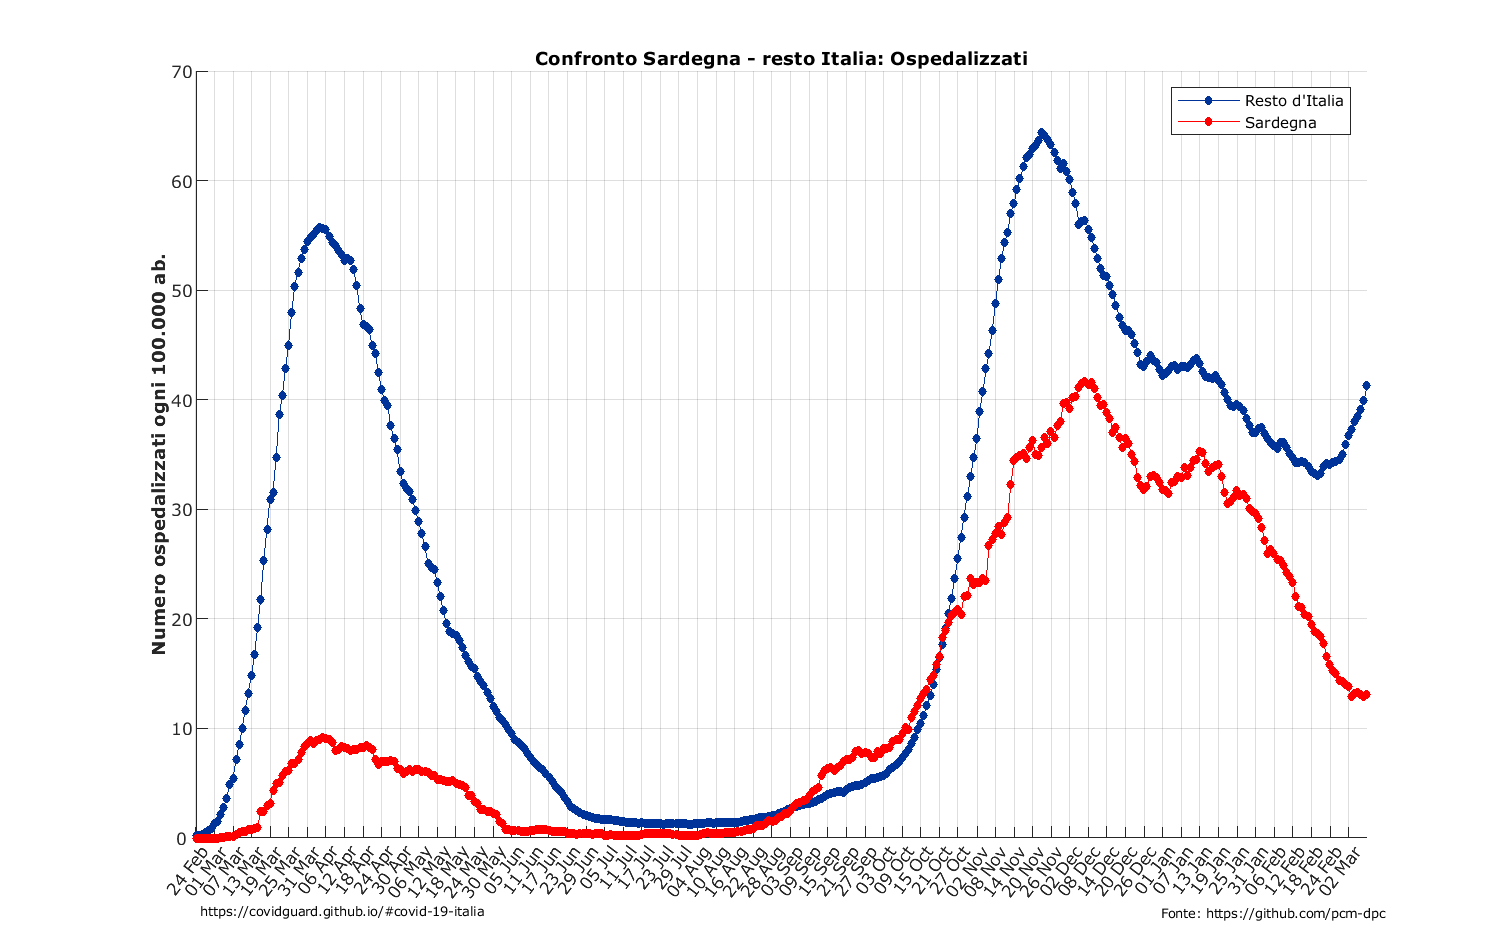 Confronto Sardegna - resto Italia: Ospedalizzati
Numero ospedalizzati ogni 100.000 ab.
70
60
50
40
30
20
10
0
Resto d'Italia
Sardegna
24 Feb
01 Mar
07 Mar
13 Mar
19 Mar
25 Mar
31 Mar
06 Apr
12 Apr
18 Apr
24 Apr
30 Apr
06 May
12 May
18 May
24 May
30 May
05 Jun
11 Jun
17 Jun
23 Jun
29 Jun
05 Jul
11 Jul
17 Jul
23 Jul
29 Jul
04 Aug
10 Aug
16 Aug
22 Aug
28 Aug
03 Sep
09 Sep
15 Sep
21 Sep
27 Sep
03 Oct
09 Oct
15 Oct
21 Oct
27 Oct
02 Nov
08 Nov
14 Nov
20 Nov
26 Nov
02 Dec
08 Dec
14 Dec
20 Dec
26 Dec
01 Jan
07 Jan
13 Jan
19 Jan
25 Jan
31 Jan
06 Feb
12 Feb
18 Feb
24 Feb
02 Mar
https://covidguard.github.io/#covid-19-italia
Fonte: https://github.com/pcm-dpc